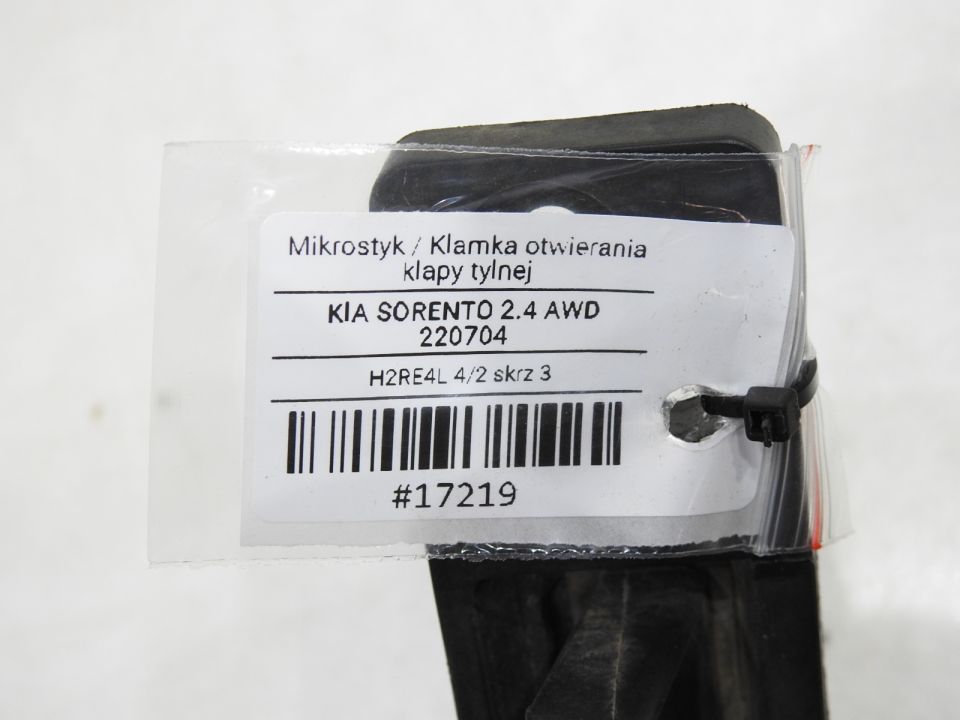 Mikrostyk / Klamka otwierania
klapy tylnej
KIA SORENTO 2.4 AWD
220704
H2RE4L 4/2 skrz 3
#17219